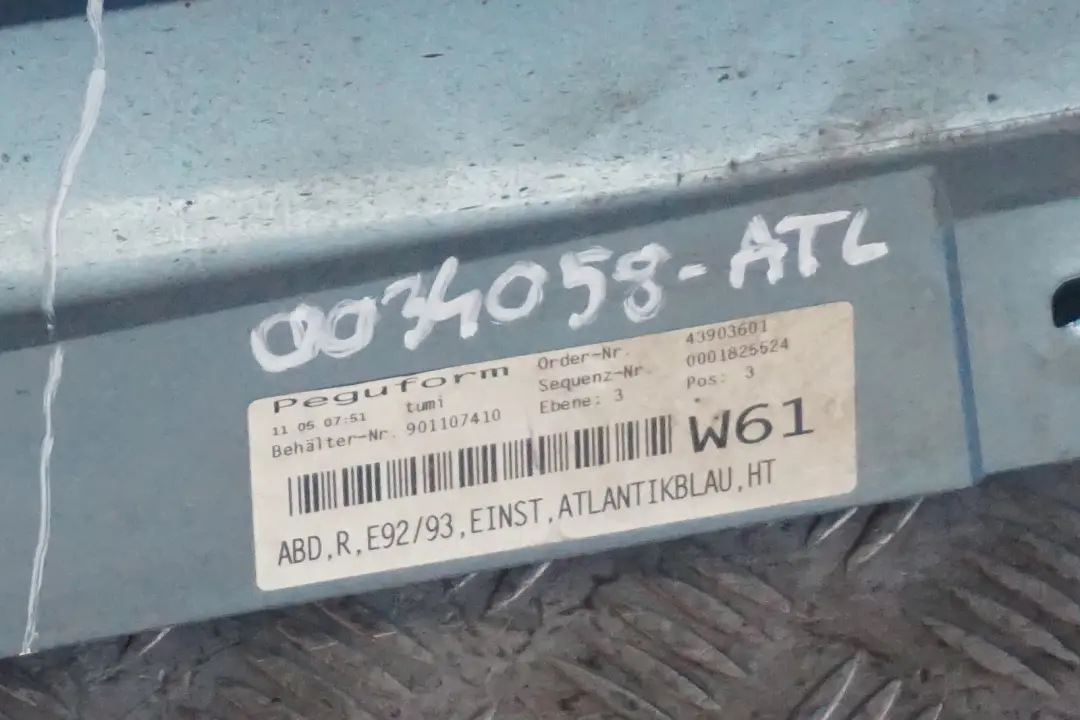 0034058-ATL
Peguform Order-Nr. 43903601
11 05 07:51 tumi Sequenz-Nr. 0001825524
Behälter-Nr. 901107410 Ebene: 3 Pos: 3
W61
ABD,R,E92/93,EINST,ATLANTIKBLAU,HT